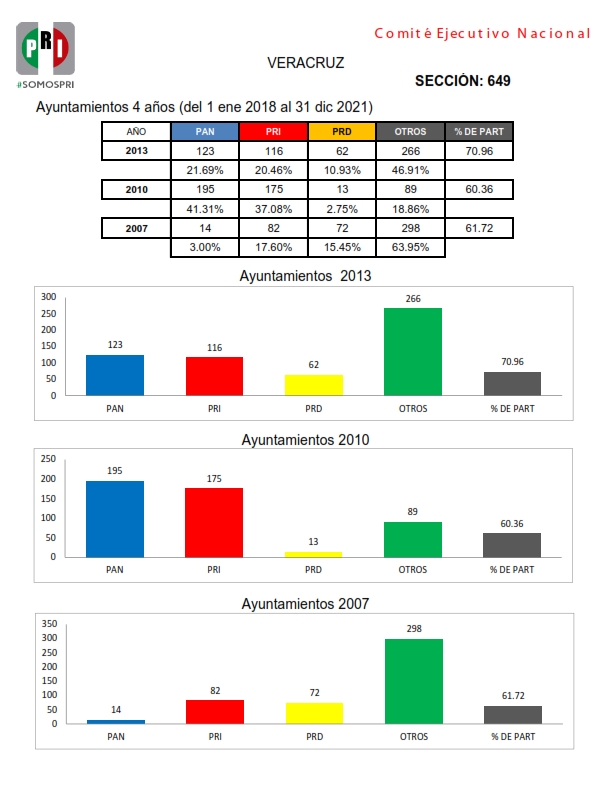 Comité Ejecutivo Nacional
PRI
#SOMOSPRI
VERACRUZ
SECCIÓN: 649
Ayuntamientos 4 años (del 1 ene 2018 al 31 dic 2021)
AÑO PAN PRI PRD OTROS % DE PART
2013 123 116 62 266 70.96
21.69% 20.46% 10.93% 46.91%
2010 195 175 13 89 60.36
41.31% 37.08% 2.75% 18.86%
2007 14 82 72 298 61.72
3.00% 17.60% 15.45% 63.95%
Ayuntamientos 2013
300
250
200
150
100
50
0
123 116 62 266 70.96
PAN PRI PRD OTROS % DE PART
Ayuntamientos 2010
250
200
150
100
50
0
195 175 13 89 60.36
PAN PRI PRD OTROS % DE PART
Ayuntamientos 2007
350
300
250
200
150
100
50
0
14 82 72 298 61.72
PAN PRI PRD OTROS % DE PART